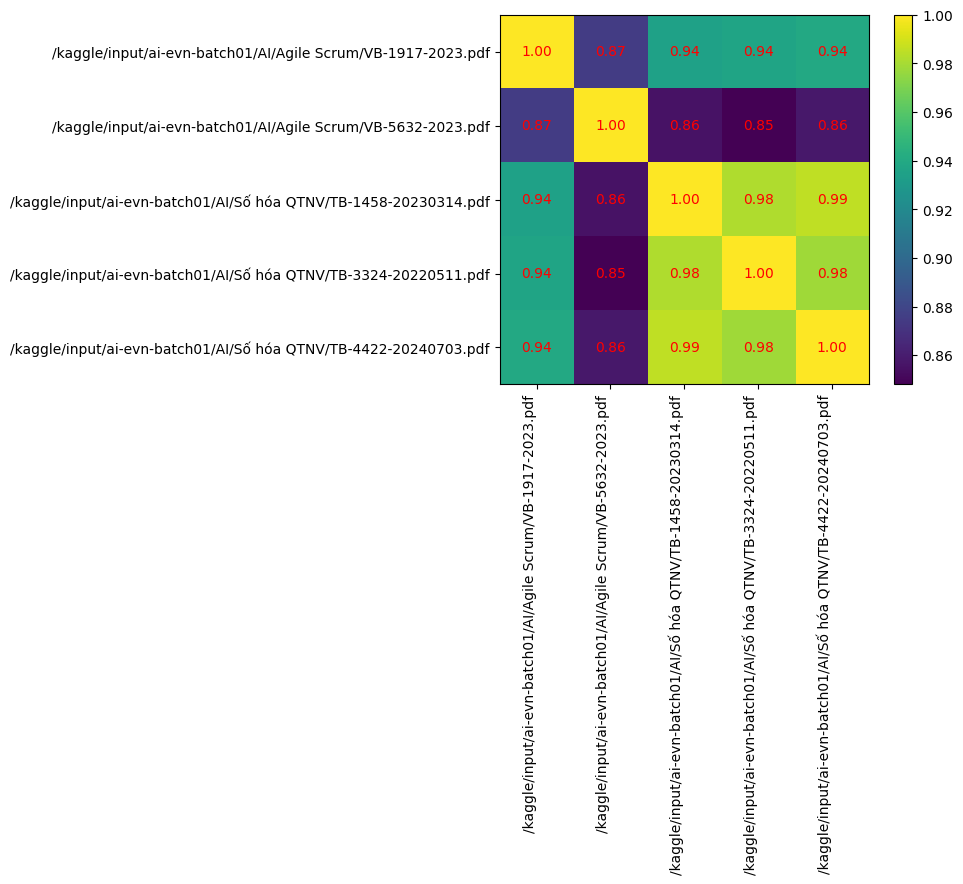 /kaggle/input/ai-evn-batch01/AI/Agile Scrum/VB-1917-2023.pdf
1.00 0.87 0.94 0.94 0.94
/kaggle/input/ai-evn-batch01/AI/Agile Scrum/VB-5632-2023.pdf
0.87 1.00 0.86 0.85 0.86
/kaggle/input/ai-evn-batch01/AI/Số hóa QTNV/TB-1458-20230314.pdf
0.94 0.86 1.00 0.98 0.99
/kaggle/input/ai-evn-batch01/AI/Số hóa QTNV/TB-3324-20220511.pdf
0.94 0.85 0.98 1.00 0.98
/kaggle/input/ai-evn-batch01/AI/Số hóa QTNV/TB-4422-20240703.pdf
0.94 0.86 0.99 0.98 1.00
/kaggle/input/ai-evn-batch01/AI/Agile Scrum/VB-1917-2023.pdf
/kaggle/input/ai-evn-batch01/AI/Agile Scrum/VB-5632-2023.pdf
/kaggle/input/ai-evn-batch01/AI/Số hóa QTNV/TB-1458-20230314.pdf
/kaggle/input/ai-evn-batch01/AI/Số hóa QTNV/TB-3324-20220511.pdf
/kaggle/input/ai-evn-batch01/AI/Số hóa QTNV/TB-4422-20240703.pdf
1.00
0.98
0.96
0.94
0.92
0.90
0.88
0.86